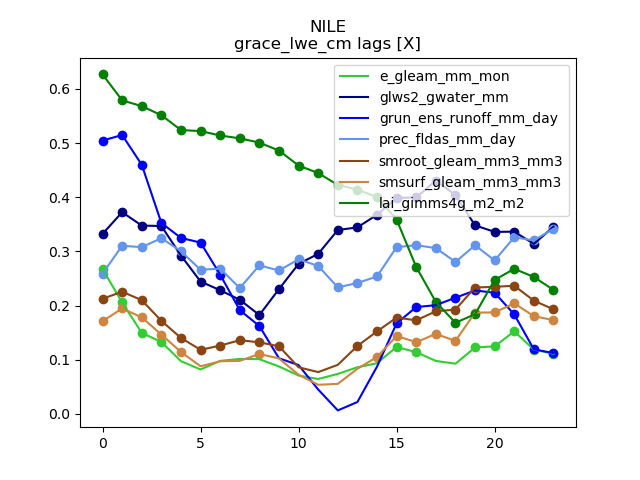 NILE
grace_lwe_cm lags [X]
e_gleam_mm_mon
glws2_gwater_mm
grun_ens_runoff_mm_day
prec_fldas_mm_day
smroot_gleam_mm3_mm3
smsurf_gleam_mm3_mm3
lai_gimms4g_m2_m2
0.6
0.5
0.4
0.3
0.2
0.1
0.0
0 5 10 15 20